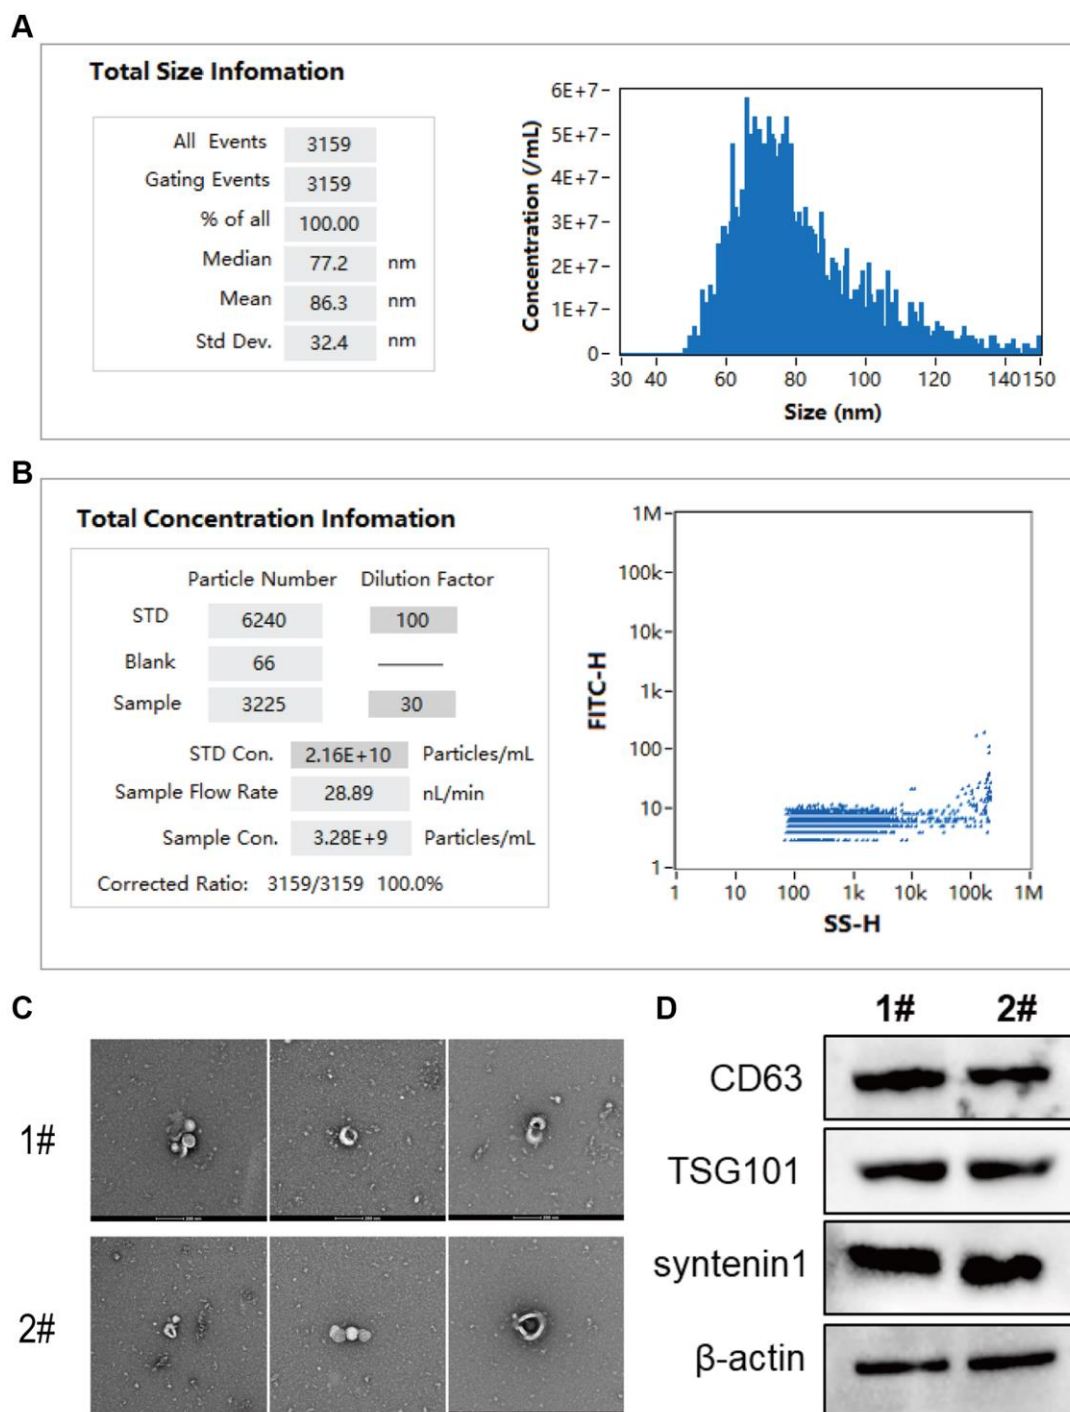 A
Total Size Infomation
All Events 3159
Gating Events 3159
% of all 100.00
Median 77.2 nm
Mean 86.3 nm
Std Dev. 32.4 nm
Concentration (/mL)
6E+7
5E+7
4E+7
3E+7
2E+7
1E+7
0
30 40 60 80 100 120 140 150
Size (nm)
B
Total Concentration Infomation
Particle Number Dilution Factor
STD 6240 100
Blank 66
Sample 3225 30
STD Con. 2.16E+10 Particles/mL
Sample Flow Rate 28.89 nL/min
Sample Con. 3.28E+9 Particles/mL
Corrected Ratio: 3159/3159 100.0%
FITC-H
1M
100k
10k
1k
100
10
1
1 10 100 1k 10k 100k 1M
SS-H
C
1#
2#
D
1# 2#
CD63
TSG101
syntenin1
β-actin